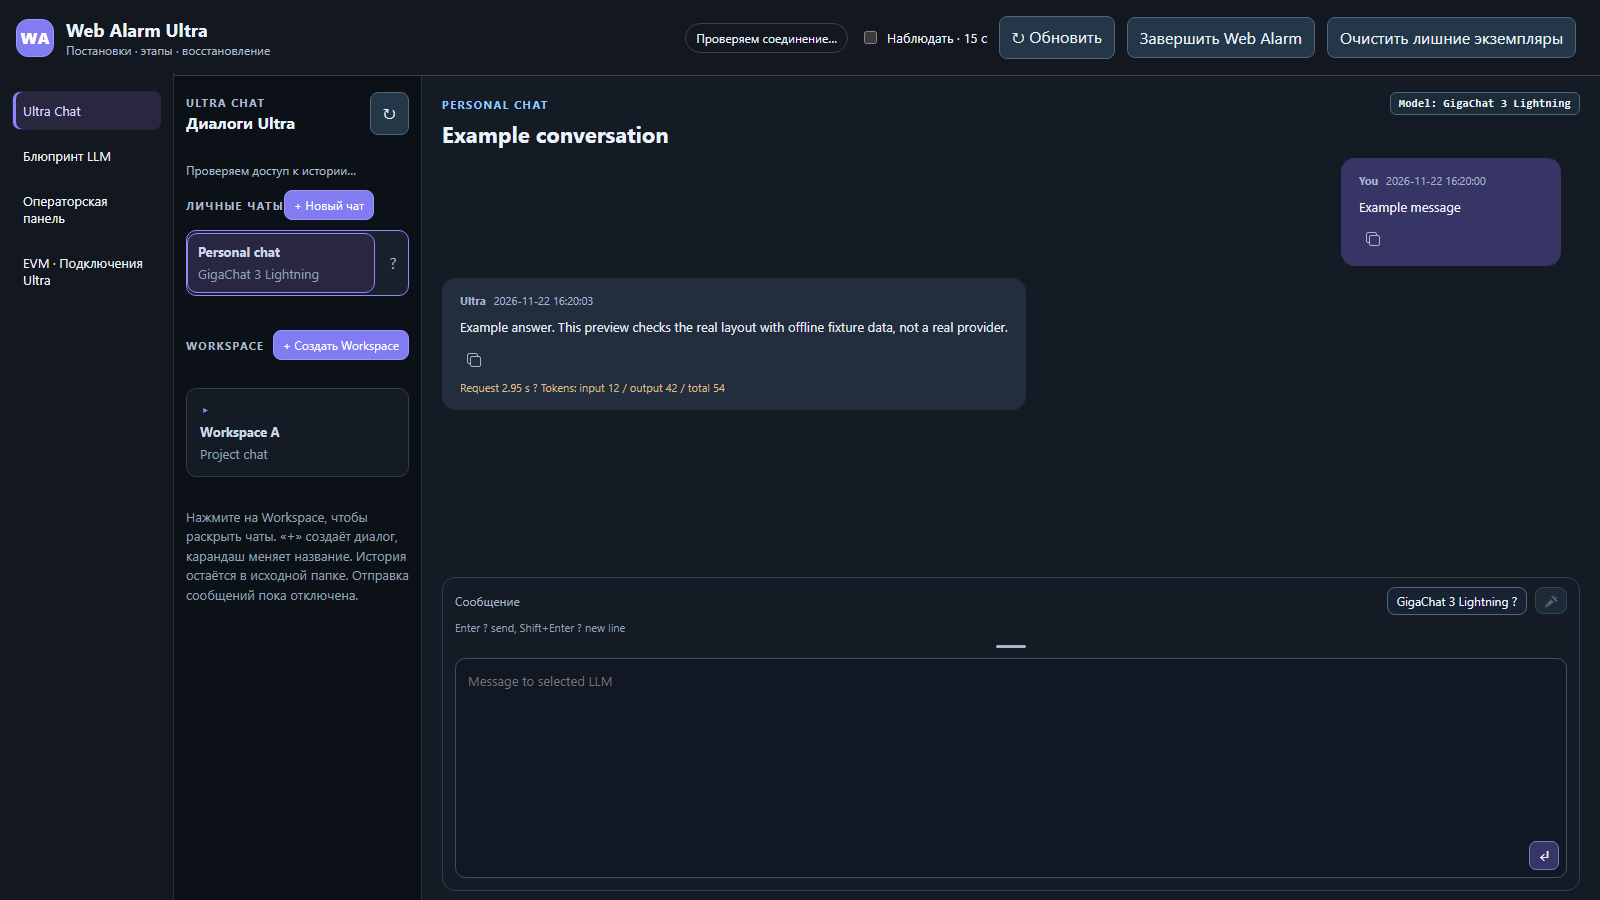 WA
Web Alarm Ultra
Постановки · этапы · восстановление
Проверяем соединение...
Наблюдать · 15 с
↻ Обновить
Завершить Web Alarm
Очистить лишние экземпляры
Ultra Chat
Блюпринт LLM
Операторская
панель
EVM · Подключения
Ultra
ULTRA CHAT
Диалоги Ultra
↻
Проверяем доступ к истории...
ЛИЧНЫЕ ЧАТЫ
+ Новый чат
Personal chat
GigaChat 3 Lightning
?
WORKSPACE
+ Создать Workspace
▸
Workspace A
Project chat
Нажмите на Workspace, чтобы
раскрыть чаты. «+» создаёт диалог,
карандаш меняет название. История
остаётся в исходной папке. Отправка
сообщений пока отключена.
PERSONAL CHAT
Example conversation
Model: GigaChat 3 Lightning
You 2026-11-22 16:20:00
Example message
Ultra 2026-11-22 16:20:03
Example answer. This preview checks the real layout with offline fixture data, not a real provider.
Request 2.95 s ? Tokens: input 12 / output 42 / total 54
Сообщение
GigaChat 3 Lightning ?
Enter ? send, Shift+Enter ? new line
Message to selected LLM
↵